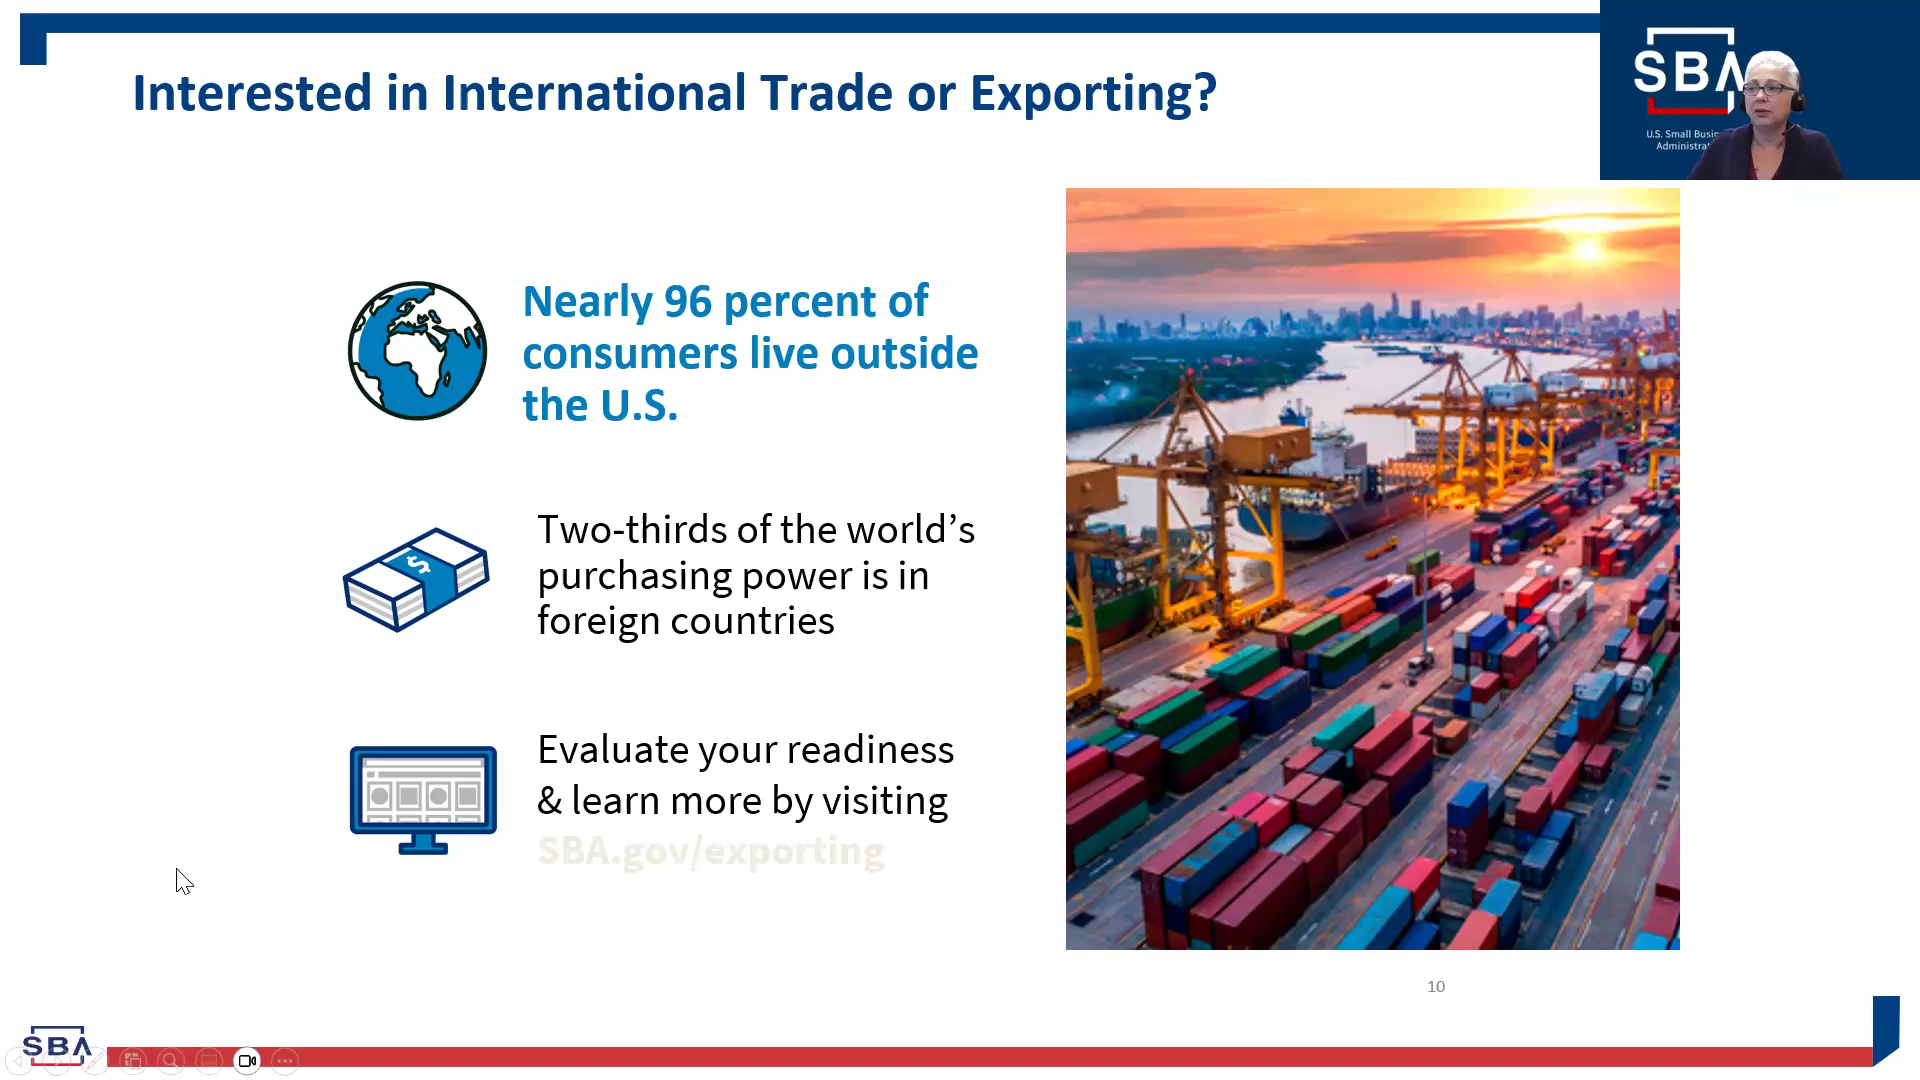 Interested in International Trade or Exporting?
SBA
U.S. Small Busin
Administrat
Nearly 96 percent of
consumers live outside
the U.S.
$
Two-thirds of the world’s
purchasing power is in
foreign countries
Evaluate your readiness
& learn more by visiting
SBA.gov/exporting
10
SBA